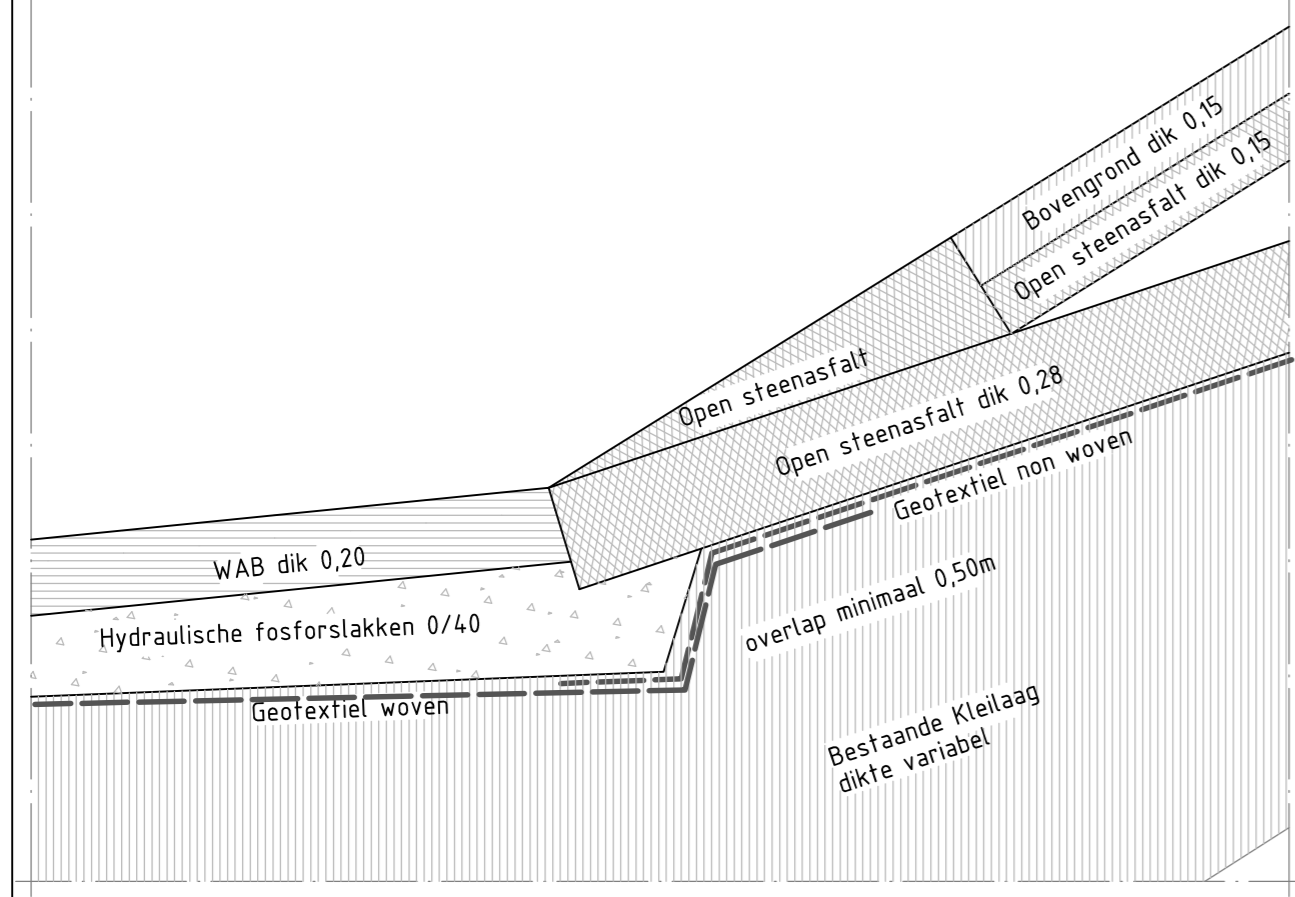 Bovengrond dik 0,15
Open steenasfalt dik 0,15
Open steenasfalt
Open steenasfalt dik 0,28
Geotextiel non woven
WAB dik 0,20
overlap minimaal 0,50m
Hydraulische fosforslakken 0/40
Geotextiel woven
Bestaande Kleilaag
dikte variabel